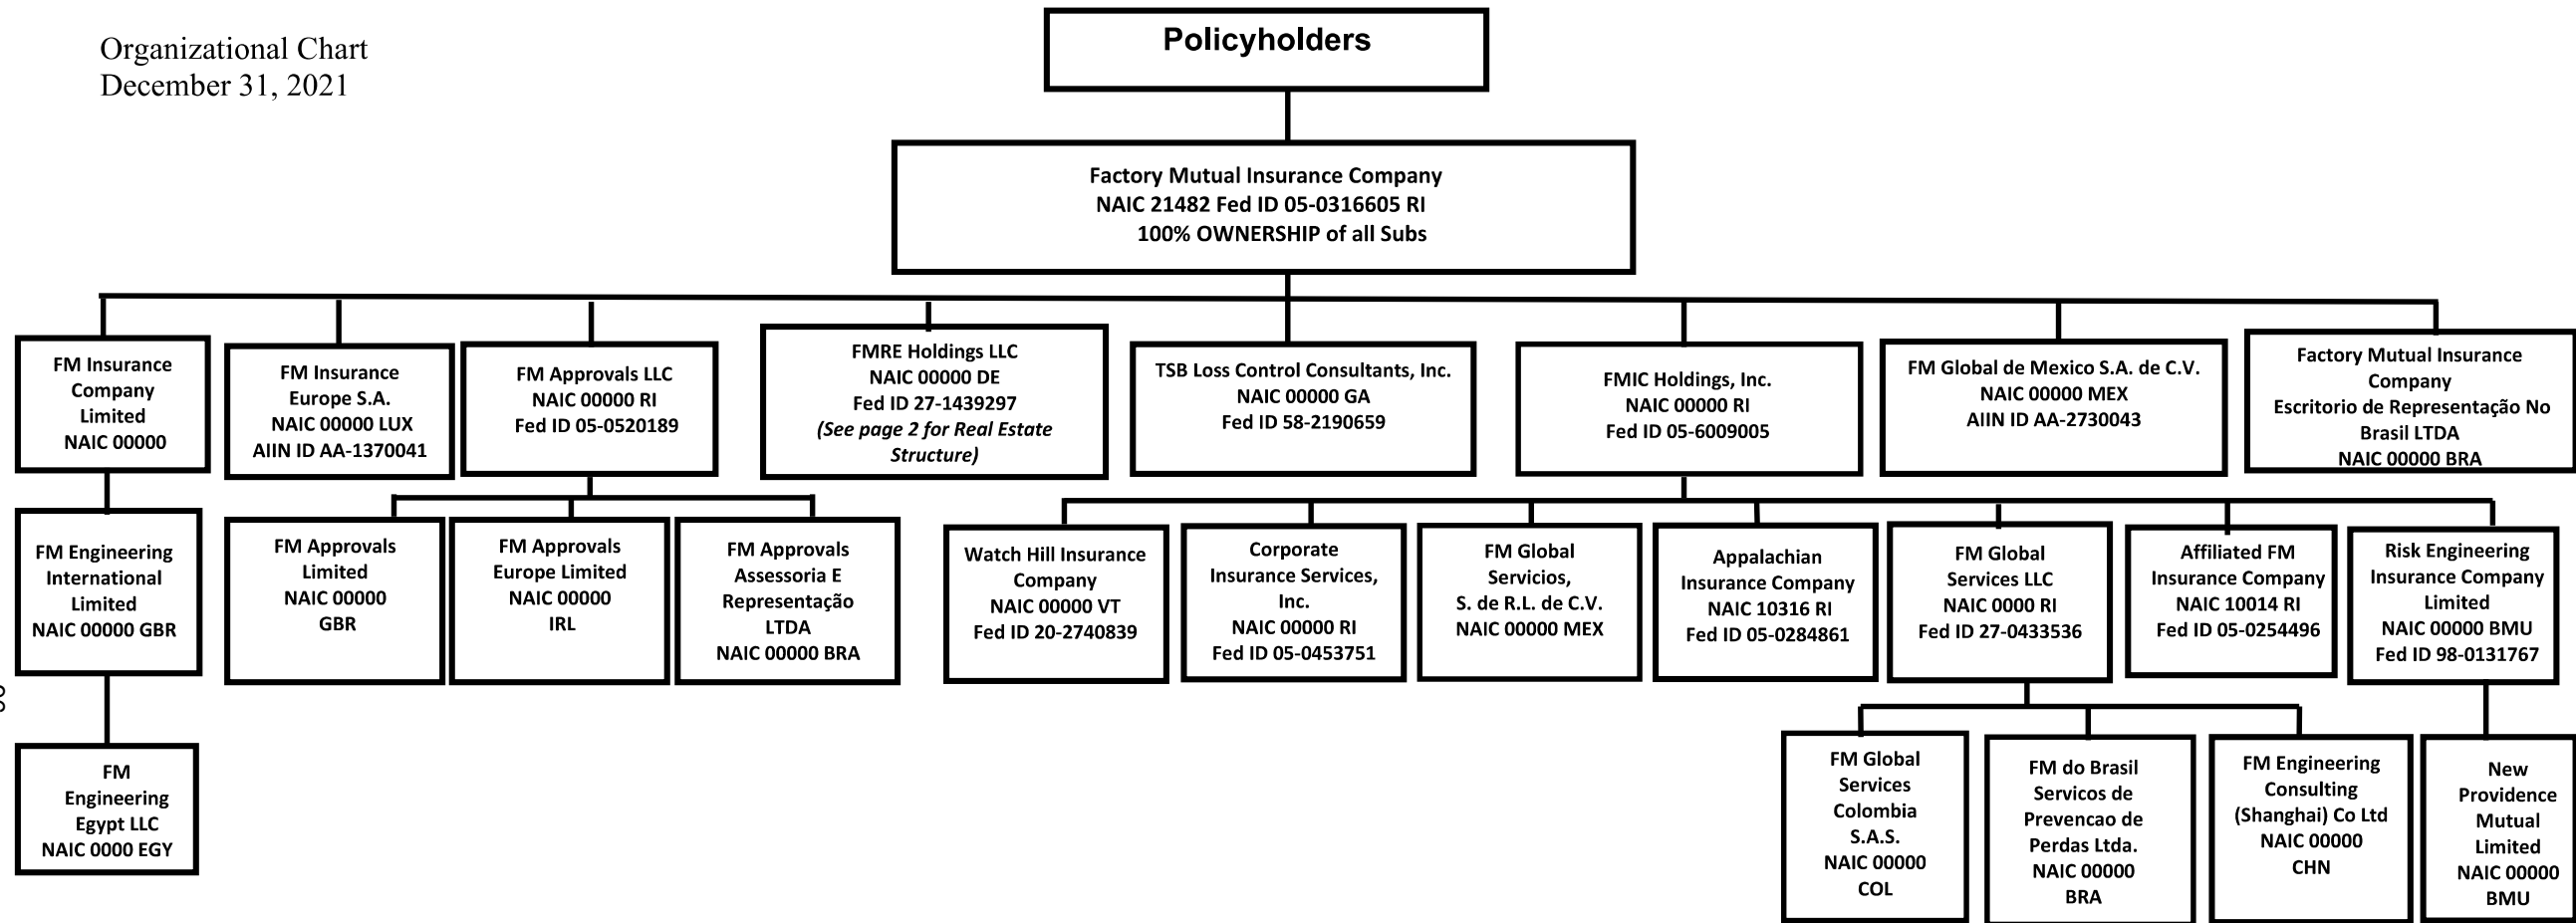 Organizational Chart
December 31, 2021
Policyholders
Factory Mutual Insurance Company
NAIC 21482 Fed ID 05-0316605 RI
100% OWNERSHIP of all Subs
FM Insurance
Company
Limited
NAIC 00000
FM Insurance
Europe S.A.
NAIC 00000 LUX
AIIN ID AA-1370041
FM Approvals LLC
NAIC 00000 RI
Fed ID 05-0520189
FMRE Holdings LLC
NAIC 00000 DE
Fed ID 27-1439297
(See page 2 for Real Estate
Structure)
TSB Loss Control Consultants, Inc.
NAIC 00000 GA
Fed ID 58-2190659
FMIC Holdings, Inc.
NAIC 00000 RI
Fed ID 05-6009005
FM Global de Mexico S.A. de C.V.
NAIC 00000 MEX
AIIN ID AA-2730043
Factory Mutual Insurance
Company
Escritorio de Representação No
Brasil LTDA
NAIC 00000 BRA
FM Engineering
International
Limited
NAIC 00000 GBR
FM Approvals
Limited
NAIC 00000
GBR
FM Approvals
Europe Limited
NAIC 00000
IRL
FM Approvals
Assessoria E
Representação
LTDA
NAIC 00000 BRA
Watch Hill Insurance
Company
NAIC 00000 VT
Fed ID 20-2740839
Corporate
Insurance Services,
Inc.
NAIC 00000 RI
Fed ID 05-0453751
FM Global
Servicios,
S. de R.L. de C.V.
NAIC 00000 MEX
Appalachian
Insurance Company
NAIC 10316 RI
Fed ID 05-0284861
FM Global
Services LLC
NAIC 0000 RI
Fed ID 27-0433536
Affiliated FM
Insurance Company
NAIC 10014 RI
Fed ID 05-0254496
Risk Engineering
Insurance Company
Limited
NAIC 00000 BMU
Fed ID 98-0131767
FM
Engineering
Egypt LLC
NAIC 0000 EGY
FM Global
Services
Colombia
S.A.S.
NAIC 00000
COL
FM do Brasil
Servicos de
Prevencao de
Perdas Ltda.
NAIC 00000
BRA
FM Engineering
Consulting
(Shanghai) Co Ltd
NAIC 00000
CHN
New
Providence
Mutual
Limited
NAIC 00000
BMU